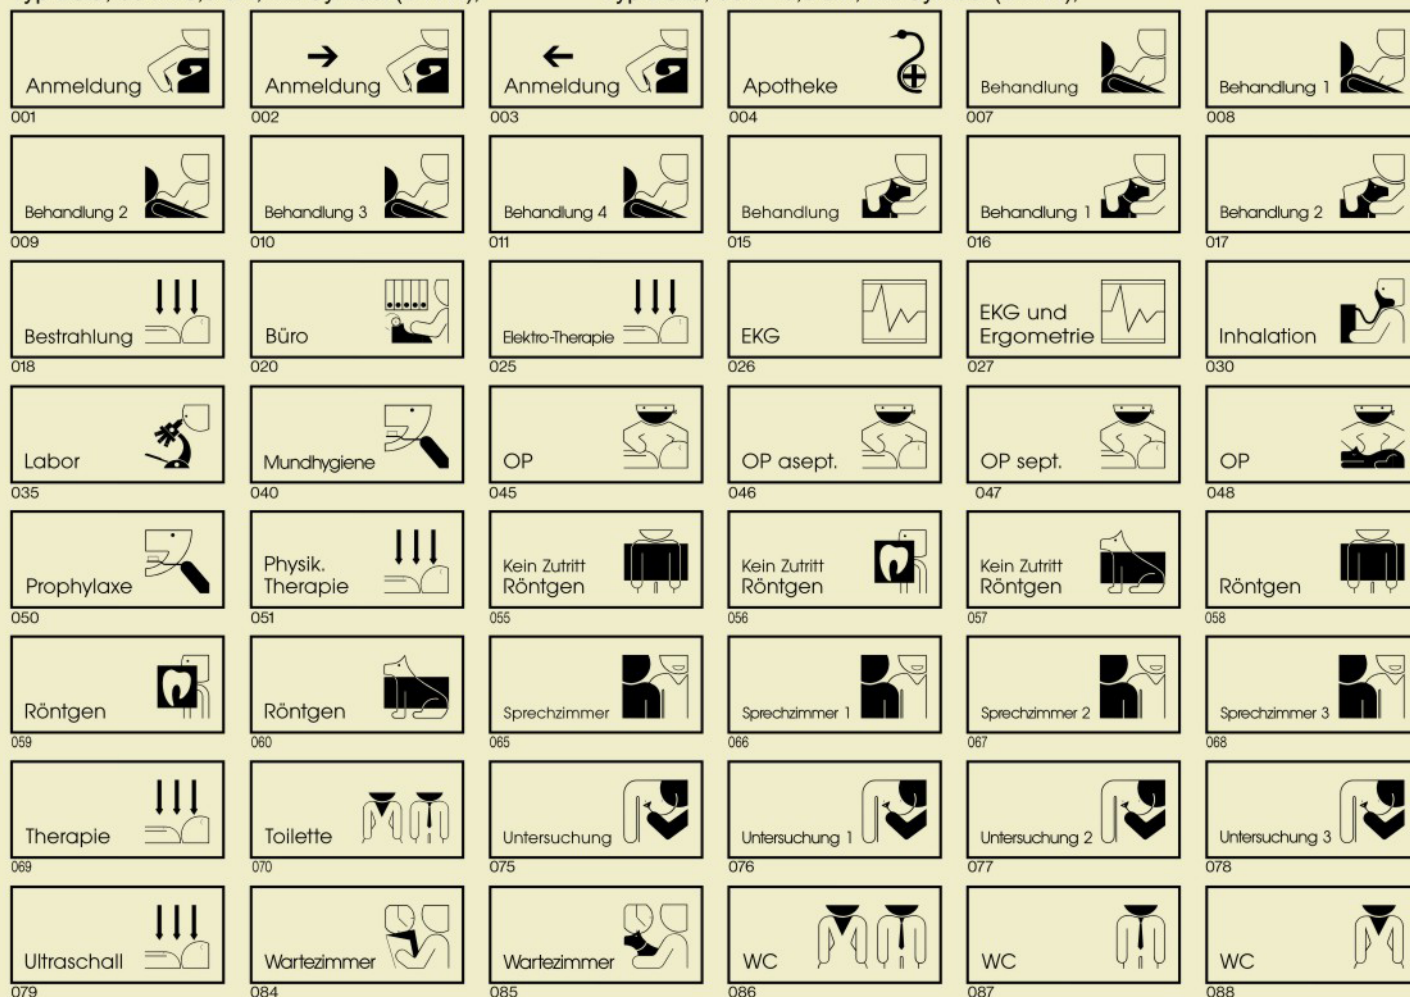 Anmeldung
001
Anmeldung
002
Anmeldung
003
Apotheke
004
Behandlung
007
Behandlung 1
008
Behandlung 2
009
Behandlung 3
010
Behandlung 4
011
Behandlung
015
Behandlung 1
016
Behandlung 2
017
Bestrahlung
018
Büro
020
Elektro-Therapie
025
EKG
026
EKG und
Ergometrie
027
Inhalation
030
Labor
035
Mundhygiene
040
OP
045
OP asept.
046
OP sept.
047
OP
048
Prophylaxe
050
Physik.
Therapie
051
Kein Zutritt
Röntgen
055
Kein Zutritt
Röntgen
056
Kein Zutritt
Röntgen
057
Röntgen
058
Röntgen
059
Röntgen
060
Sprechzimmer
065
Sprechzimmer 1
066
Sprechzimmer 2
067
Sprechzimmer 3
068
Therapie
069
Toilette
070
Untersuchung
075
Untersuchung 1
076
Untersuchung 2
077
Untersuchung 3
078
Ultraschall
079
Wartezimmer
084
Wartezimmer
085
WC
086
WC
087
WC
088